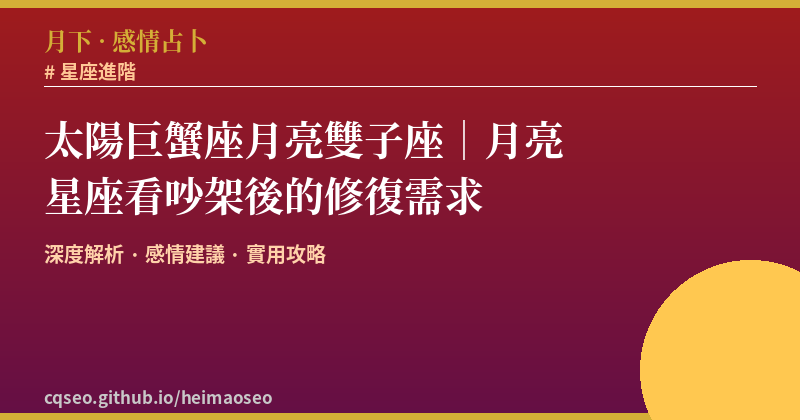 月下 · 感情占卜
# 星座進階
太陽巨蟹座月亮雙子座｜月亮
星座看吵架後的修復需求
深度解析 · 感情建議 · 實用攻略
cqseo.github.io/heimaoseo